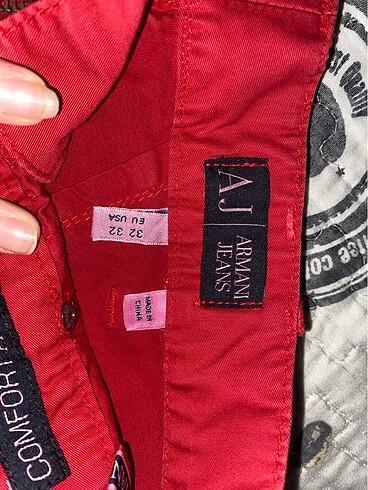 AJ
ARMANI
JEANS
EU USA
32 32
MADE IN
CHINA
COMFORT